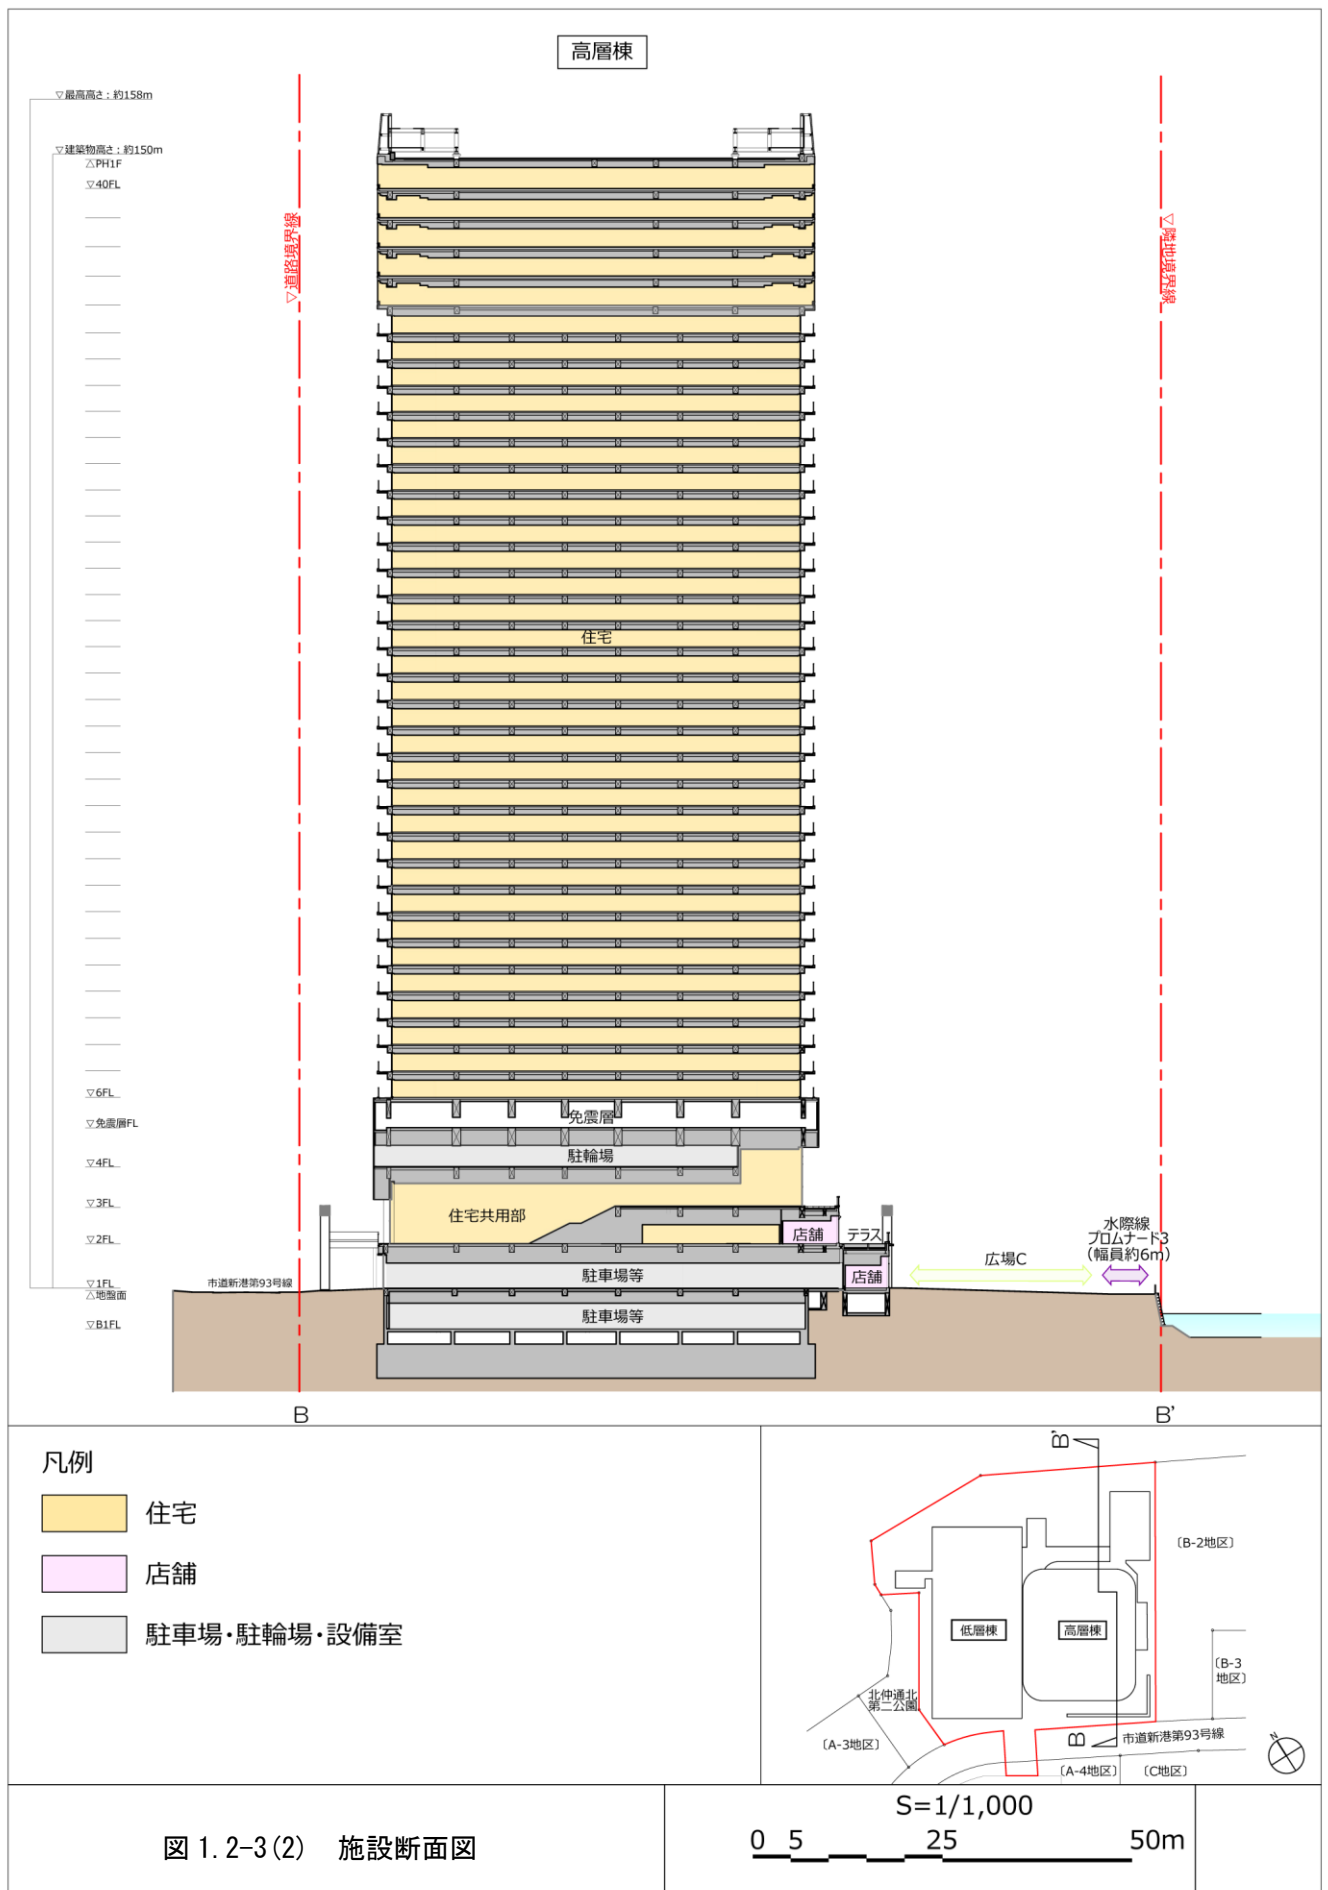 高層棟
▽最高高さ：約158m
▽建築物高さ：約150m
△PH1F
▽40FL
▽道路境界線
▽隣地境界線
住宅
▽6FL
免震層
▽免震層FL
駐輪場
▽4FL
▽3FL
住宅共用部
店舗
テラス
水際線
プロムナード3
（幅員約6m）
▽2FL
広場C
駐車場等
店舗
市道新港第93号線
▽1FL
△地盤面
駐車場等
▽B1FL
B
B'
凡例
住宅
店舗
駐車場・駐輪場・設備室
B'
〔B-2地区〕
低層棟
高層棟
〔B-3
地区〕
北仲通北
第二公園
B
市道新港第93号線
〔A-3地区〕
〔A-4地区〕
〔C地区〕
N
図 1.2-3(2) 施設断面図
S=1/1,000
0 5 25 50m